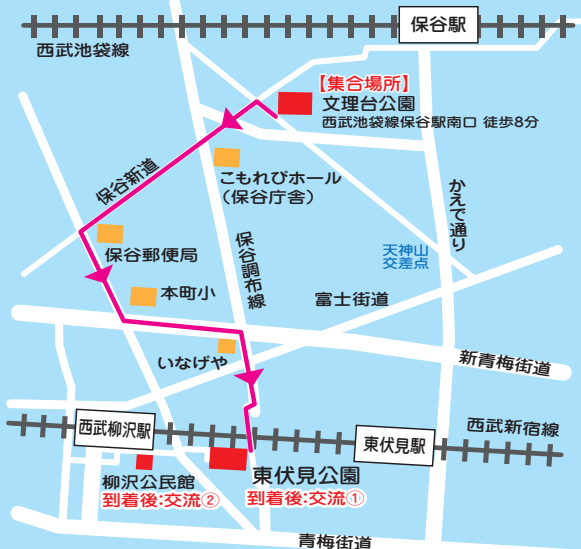 保谷駅
西武池袋線
【集合場所】
文理台公園
西武池袋線保谷駅南口 徒歩8分
保谷新道
こもれびホール
（保谷庁舎）
かえで通り
保谷郵便局
保谷調布線
天神山
交差点
本町小
富士街道
いなげや
新青梅街道
西武柳沢駅
西武新宿線
東伏見駅
柳沢公民館
到着後:交流②
東伏見公園
到着後:交流①
青梅街道